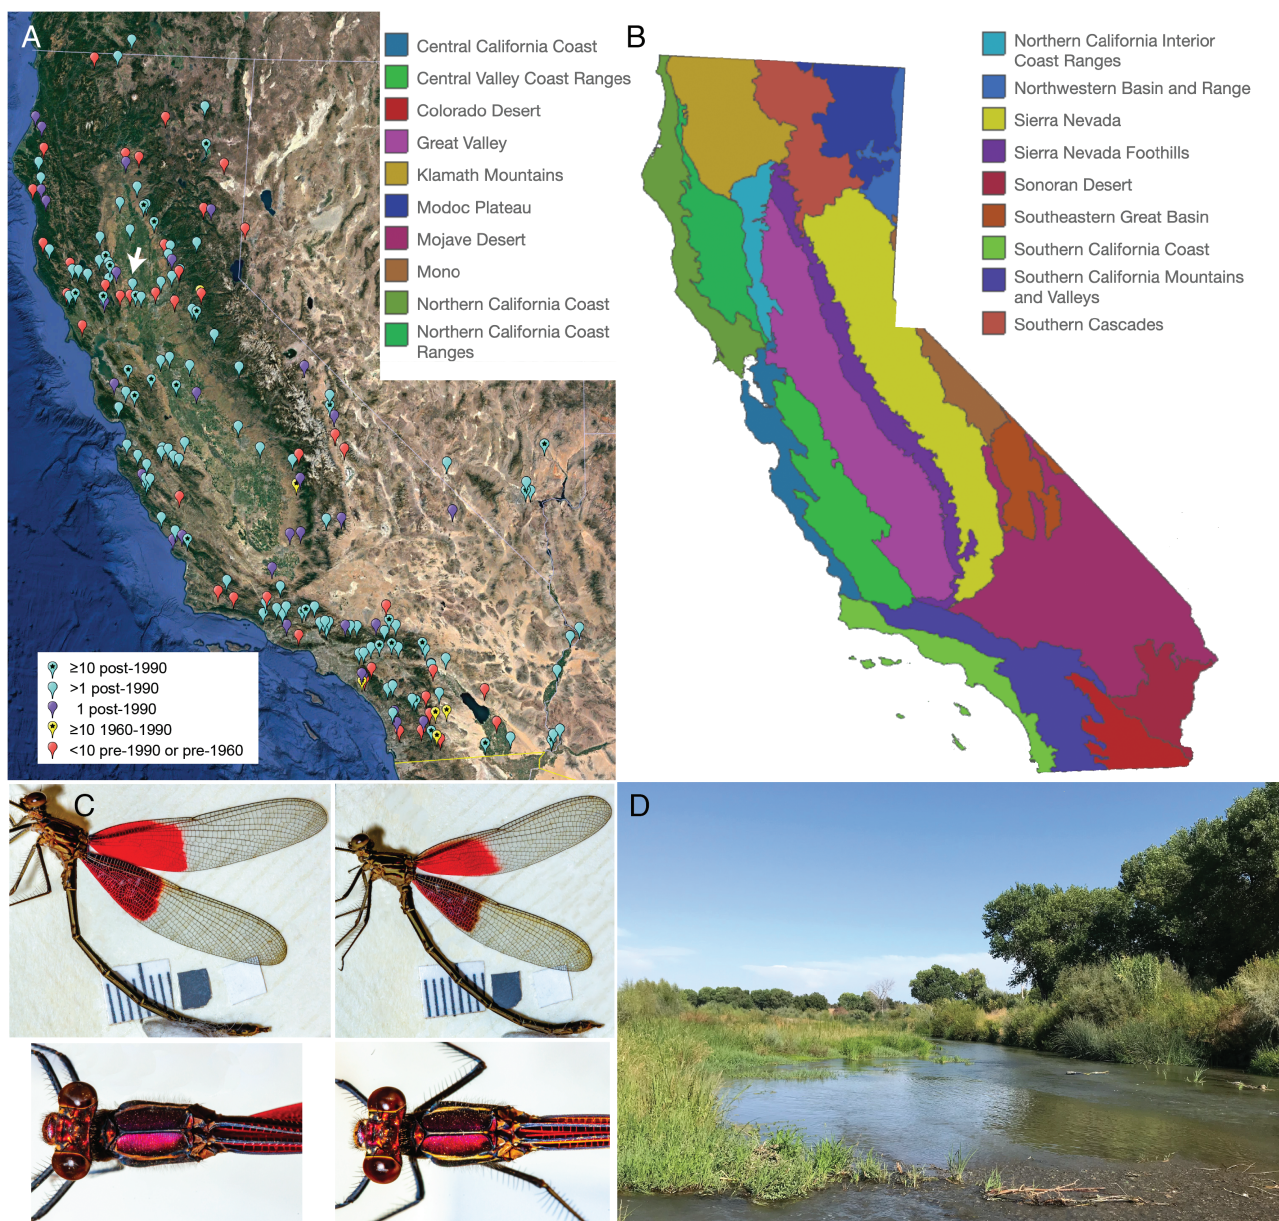 A
Central California Coast
Central Valley Coast Ranges
Colorado Desert
Great Valley
Klamath Mountains
Modoc Plateau
Mojave Desert
Mono
Northern California Coast
Northern California Coast
Ranges
B
Northern California Interior
Coast Ranges
Northwestern Basin and Range
Sierra Nevada
Sierra Nevada Foothills
Sonoran Desert
Southeastern Great Basin
Southern California Coast
Southern California Mountains
and Valleys
Southern Cascades
≥10 post-1990
>1 post-1990
1 post-1990
≥10 1960-1990
<10 pre-1990 or pre-1960
C
D